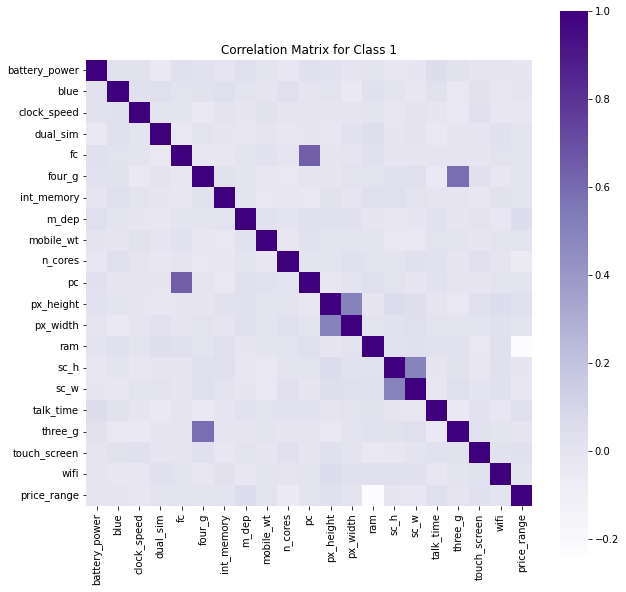 Correlation Matrix for Class 1
battery_power
blue
clock_speed
dual_sim
fc
four_g
int_memory
m_dep
mobile_wt
n_cores
pc
px_height
px_width
ram
sc_h
sc_w
talk_time
three_g
touch_screen
wifi
price_range
battery_power
blue
clock_speed
dual_sim
fc
four_g
int_memory
m_dep
mobile_wt
n_cores
pc
px_height
px_width
ram
sc_h
sc_w
talk_time
three_g
touch_screen
wifi
price_range
1.0
0.8
0.6
0.4
0.2
0.0
−0.2